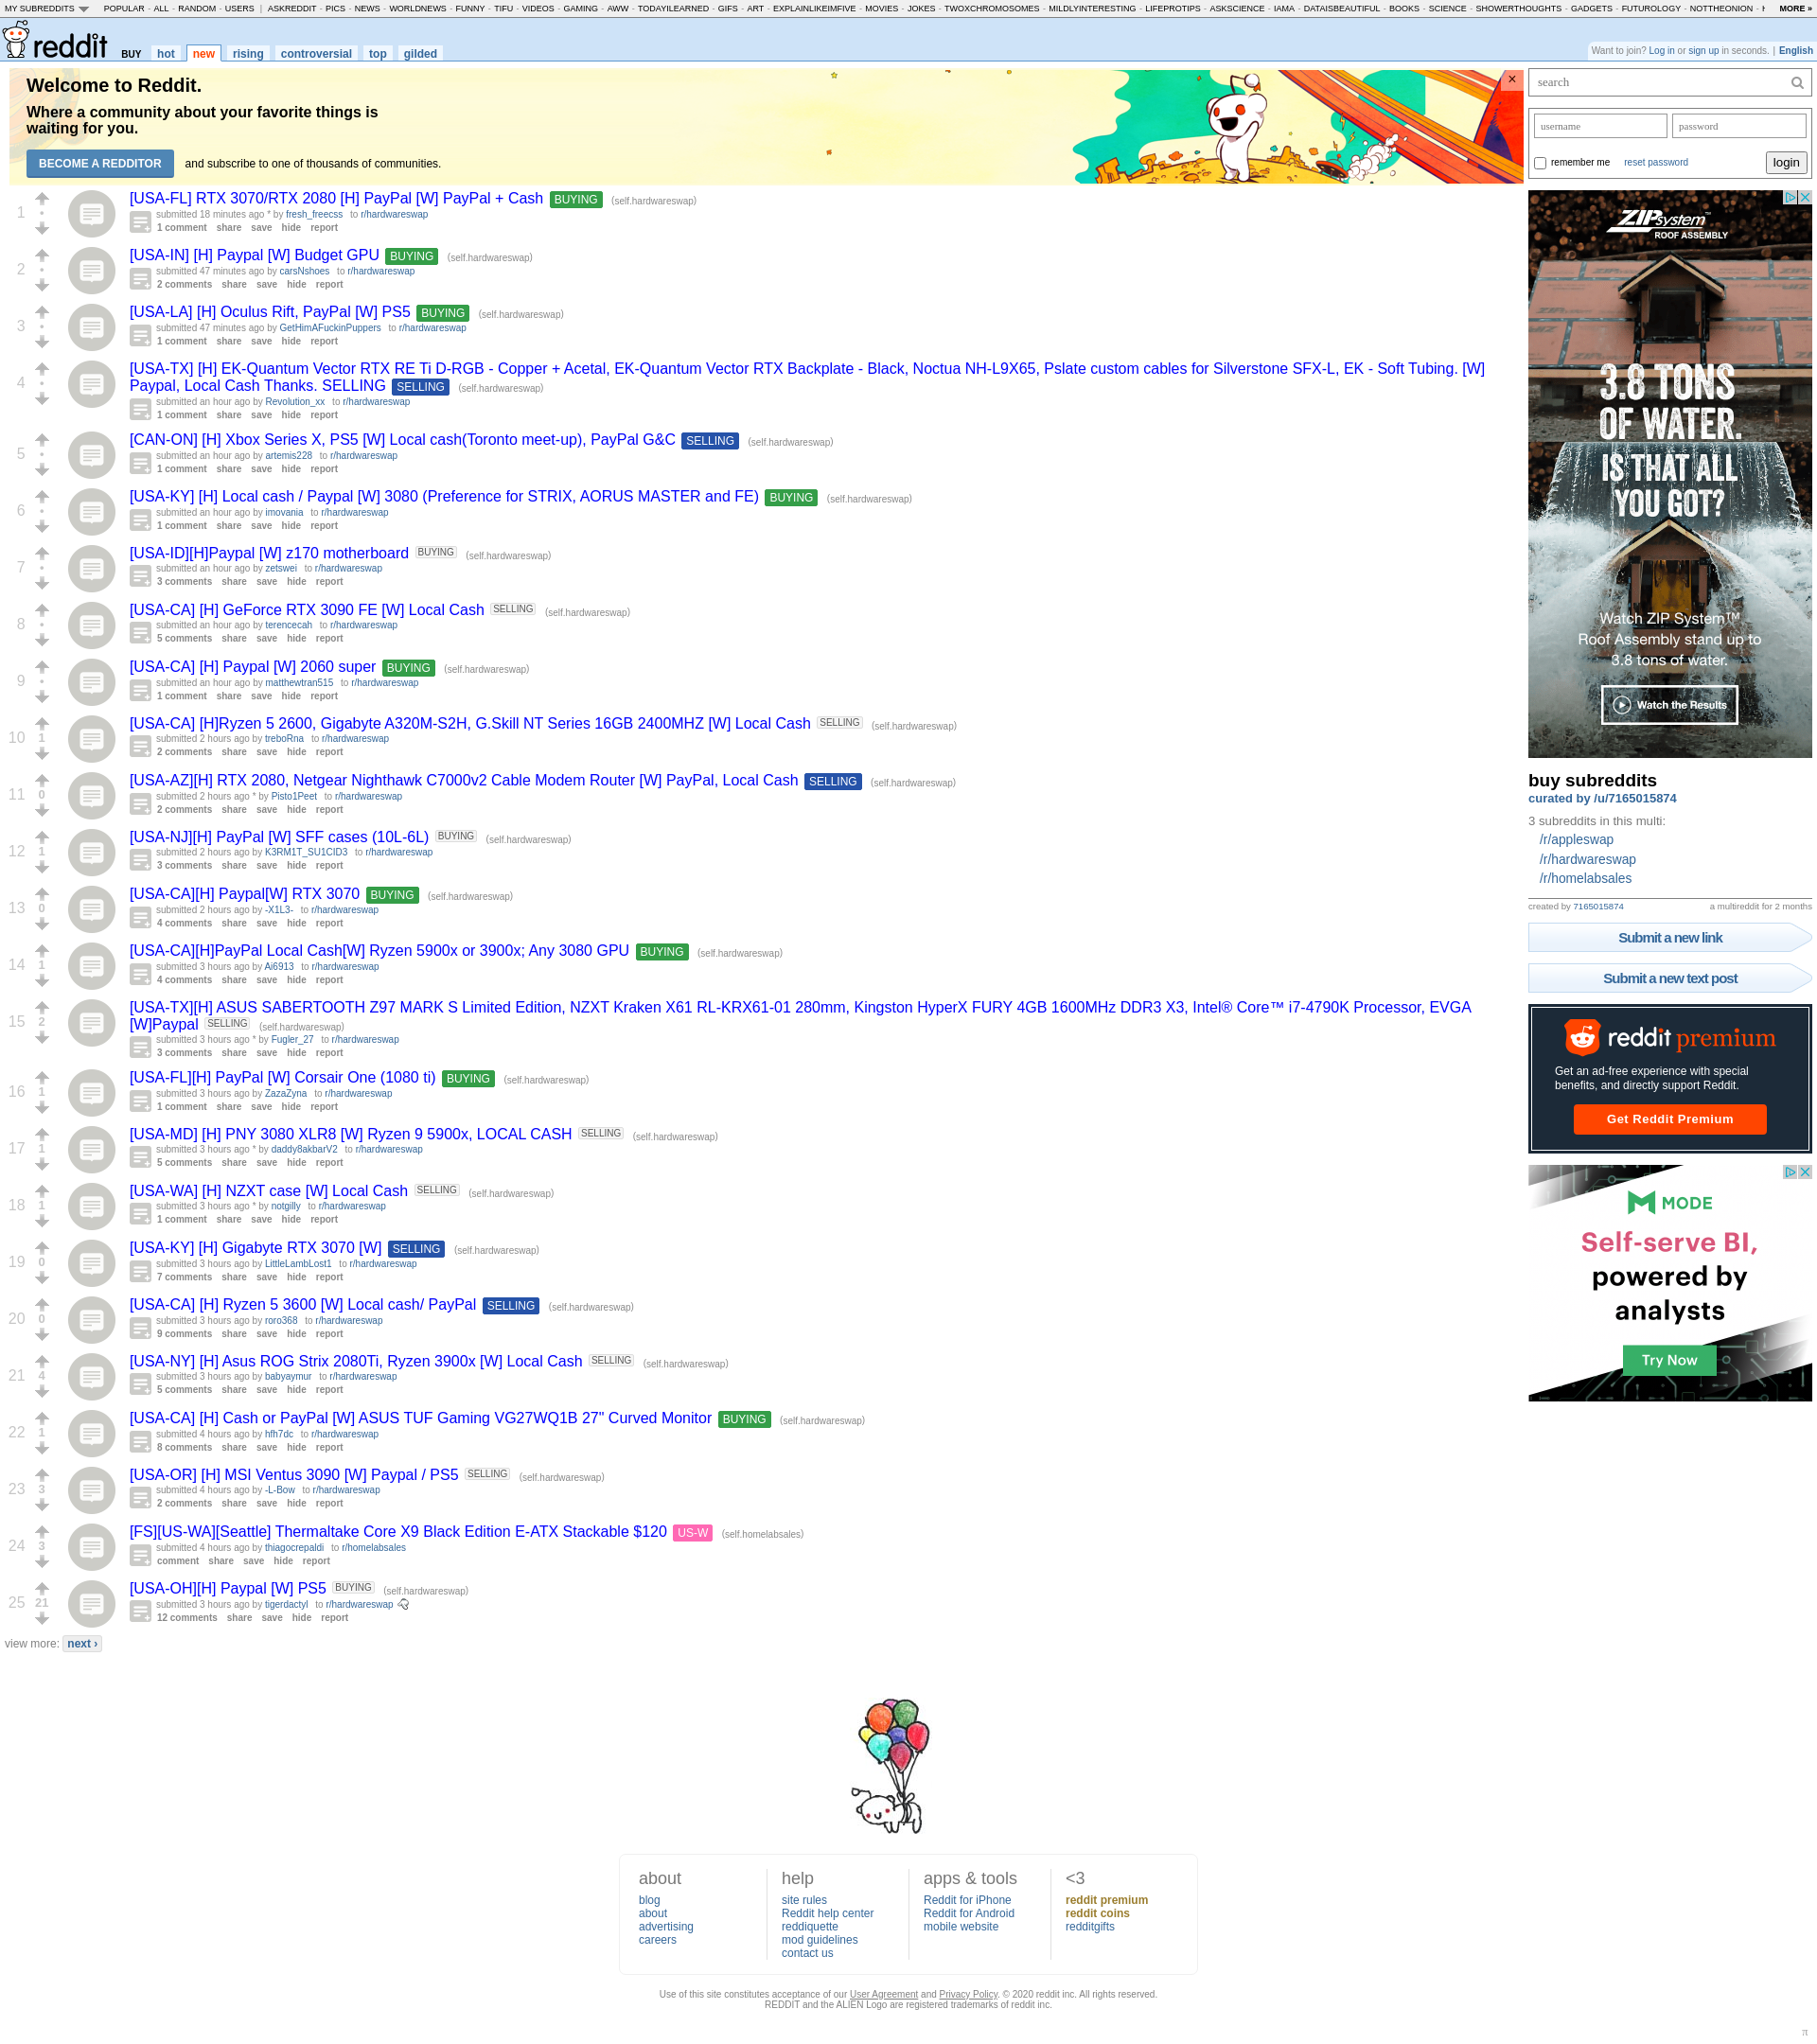 MY SUBREDDITS POPULAR - ALL - RANDOM - USERS | ASKREDDIT - PICS - NEWS - WORLDNEWS - FUNNY - TIFU - VIDEOS - GAMING - AWW - TODAYILEARNED - GIFS - ART - EXPLAINLIKEIMFIVE - MOVIES - JOKES - TWOXCHROMOSOMES - MILDLYINTERESTING - LIFEPROTIPS - ASKSCIENCE - IAMA - DATAISBEAUTIFUL - BOOKS - SCIENCE - SHOWERTHOUGHTS - GADGETS - FUTUROLOGY - NOTTHEONION - MORE »
reddit BUY hot new rising controversial top gilded
Want to join? Log in or sign up in seconds. | English
Welcome to Reddit.
Where a community about your favorite things is
waiting for you.
BECOME A REDDITOR and subscribe to one of thousands of communities.
1
[USA-FL] RTX 3070/RTX 2080 [H] PayPal [W] PayPal + Cash BUYING (self.hardwareswap)
submitted 18 minutes ago * by fresh_freecss to r/hardwareswap
1 comment share save hide report
2
[USA-IN] [H] Paypal [W] Budget GPU BUYING (self.hardwareswap)
submitted 47 minutes ago by carsNshoes to r/hardwareswap
2 comments share save hide report
3
[USA-LA] [H] Oculus Rift, PayPal [W] PS5 BUYING (self.hardwareswap)
submitted 47 minutes ago by GetHimAFuckinPuppers to r/hardwareswap
1 comment share save hide report
4
[USA-TX] [H] EK-Quantum Vector RTX RE Ti D-RGB - Copper + Acetal, EK-Quantum Vector RTX Backplate - Black, Noctua NH-L9X65, Pslate custom cables for Silverstone SFX-L, EK - Soft Tubing. [W]
Paypal, Local Cash Thanks. SELLING SELLING (self.hardwareswap)
submitted an hour ago by Revolution_xx to r/hardwareswap
1 comment share save hide report
5
[CAN-ON] [H] Xbox Series X, PS5 [W] Local cash(Toronto meet-up), PayPal G&C SELLING (self.hardwareswap)
submitted an hour ago by artemis228 to r/hardwareswap
1 comment share save hide report
6
[USA-KY] [H] Local cash / Paypal [W] 3080 (Preference for STRIX, AORUS MASTER and FE) BUYING (self.hardwareswap)
submitted an hour ago by imovania to r/hardwareswap
1 comment share save hide report
7
[USA-ID][H]Paypal [W] z170 motherboard BUYING (self.hardwareswap)
submitted an hour ago by zetswei to r/hardwareswap
3 comments share save hide report
8
[USA-CA] [H] GeForce RTX 3090 FE [W] Local Cash SELLING (self.hardwareswap)
submitted an hour ago by terencecah to r/hardwareswap
5 comments share save hide report
9
[USA-CA] [H] Paypal [W] 2060 super BUYING (self.hardwareswap)
submitted an hour ago by matthewtran515 to r/hardwareswap
1 comment share save hide report
10 1
[USA-CA] [H]Ryzen 5 2600, Gigabyte A320M-S2H, G.Skill NT Series 16GB 2400MHZ [W] Local Cash SELLING (self.hardwareswap)
submitted 2 hours ago by treboRna to r/hardwareswap
2 comments share save hide report
11 0
[USA-AZ][H] RTX 2080, Netgear Nighthawk C7000v2 Cable Modem Router [W] PayPal, Local Cash SELLING (self.hardwareswap)
submitted 2 hours ago * by Pisto1Peet to r/hardwareswap
2 comments share save hide report
12 1
[USA-NJ][H] PayPal [W] SFF cases (10L-6L) BUYING (self.hardwareswap)
submitted 2 hours ago by K3RM1T_SU1CID3 to r/hardwareswap
3 comments share save hide report
13 0
[USA-CA][H] Paypal[W] RTX 3070 BUYING (self.hardwareswap)
submitted 2 hours ago by -X1L3- to r/hardwareswap
4 comments share save hide report
14 1
[USA-CA][H]PayPal Local Cash[W] Ryzen 5900x or 3900x; Any 3080 GPU BUYING (self.hardwareswap)
submitted 3 hours ago by Ai6913 to r/hardwareswap
4 comments share save hide report
15 2
[USA-TX][H] ASUS SABERTOOTH Z97 MARK S Limited Edition, NZXT Kraken X61 RL-KRX61-01 280mm, Kingston HyperX FURY 4GB 1600MHz DDR3 X3, Intel® Core™ i7-4790K Processor, EVGA
[W]Paypal SELLING (self.hardwareswap)
submitted 3 hours ago * by Fugler_27 to r/hardwareswap
3 comments share save hide report
16 1
[USA-FL][H] PayPal [W] Corsair One (1080 ti) BUYING (self.hardwareswap)
submitted 3 hours ago by ZazaZyna to r/hardwareswap
1 comment share save hide report
17 1
[USA-MD] [H] PNY 3080 XLR8 [W] Ryzen 9 5900x, LOCAL CASH SELLING (self.hardwareswap)
submitted 3 hours ago * by daddy8akbarV2 to r/hardwareswap
5 comments share save hide report
18 1
[USA-WA] [H] NZXT case [W] Local Cash SELLING (self.hardwareswap)
submitted 3 hours ago * by notgilly to r/hardwareswap
1 comment share save hide report
19 0
[USA-KY] [H] Gigabyte RTX 3070 [W] SELLING (self.hardwareswap)
submitted 3 hours ago by LittleLambLost1 to r/hardwareswap
7 comments share save hide report
20 0
[USA-CA] [H] Ryzen 5 3600 [W] Local cash/ PayPal SELLING (self.hardwareswap)
submitted 3 hours ago by roro368 to r/hardwareswap
9 comments share save hide report
21 4
[USA-NY] [H] Asus ROG Strix 2080Ti, Ryzen 3900x [W] Local Cash SELLING (self.hardwareswap)
submitted 3 hours ago by babyaymur to r/hardwareswap
5 comments share save hide report
22 1
[USA-CA] [H] Cash or PayPal [W] ASUS TUF Gaming VG27WQ1B 27" Curved Monitor BUYING (self.hardwareswap)
submitted 4 hours ago by hfh7dc to r/hardwareswap
8 comments share save hide report
23 3
[USA-OR] [H] MSI Ventus 3090 [W] Paypal / PS5 SELLING (self.hardwareswap)
submitted 4 hours ago by -L-Bow to r/hardwareswap
2 comments share save hide report
24 3
[FS][US-WA][Seattle] Thermaltake Core X9 Black Edition E-ATX Stackable $120 US-W (self.homelabsales)
submitted 4 hours ago by thiagocrepaldi to r/homelabsales
comment share save hide report
25 21
[USA-OH][H] Paypal [W] PS5 BUYING (self.hardwareswap)
submitted 3 hours ago by tigerdactyl to r/hardwareswap
12 comments share save hide report
view more: next ›
search
username password
remember me reset password login
ZIPsystem™
ROOF ASSEMBLY
3.8 TONS
OF WATER.
IS THAT ALL
YOU GOT?
Watch ZIP System™
Roof Assembly stand up to
3.8 tons of water.
Watch the Results
buy subreddits
curated by /u/7165015874
3 subreddits in this multi:
/r/appleswap
/r/hardwareswap
/r/homelabsales
created by 7165015874 a multireddit for 2 months
Submit a new link
Submit a new text post
reddit premium
Get an ad-free experience with special
benefits, and directly support Reddit.
Get Reddit Premium
MODE
Self-serve BI,
powered by
analysts
Try Now
about
blog
about
advertising
careers
help
site rules
Reddit help center
reddiquette
mod guidelines
contact us
apps & tools
Reddit for iPhone
Reddit for Android
mobile website
<3
reddit premium
reddit coins
redditgifts
Use of this site constitutes acceptance of our User Agreement and Privacy Policy. © 2020 reddit inc. All rights reserved.
REDDIT and the ALIEN Logo are registered trademarks of reddit inc.
π